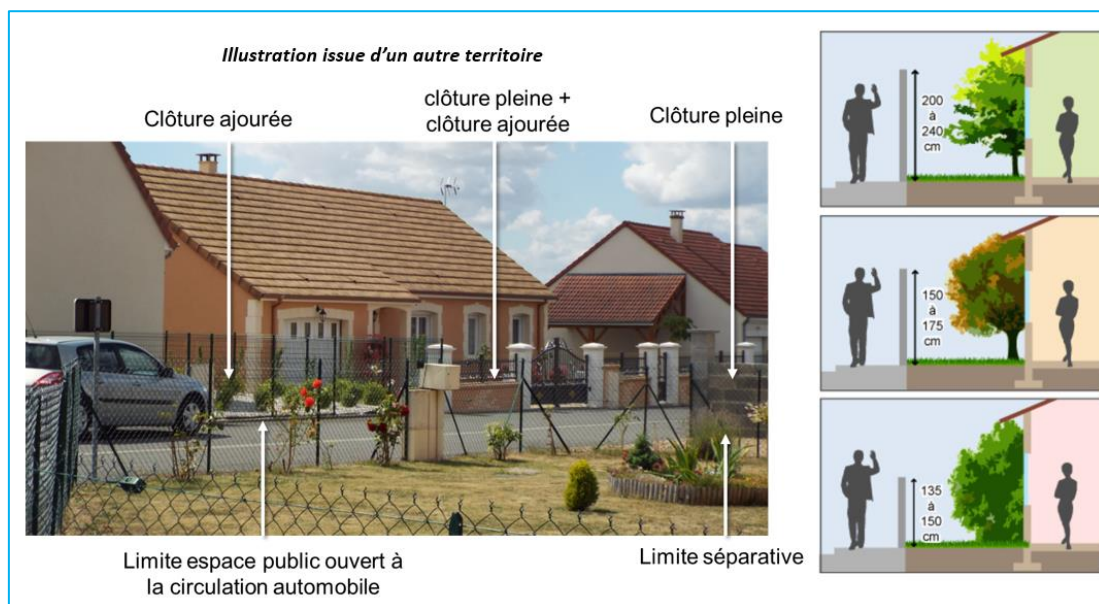 Illustration issue d’un autre territoire
Clôture ajourée
clôture pleine +
clôture ajourée
Clôture pleine
Limite espace public ouvert à
la circulation automobile
Limite séparative
200
à
240
cm
150
à
175
cm
135
à
150
cm